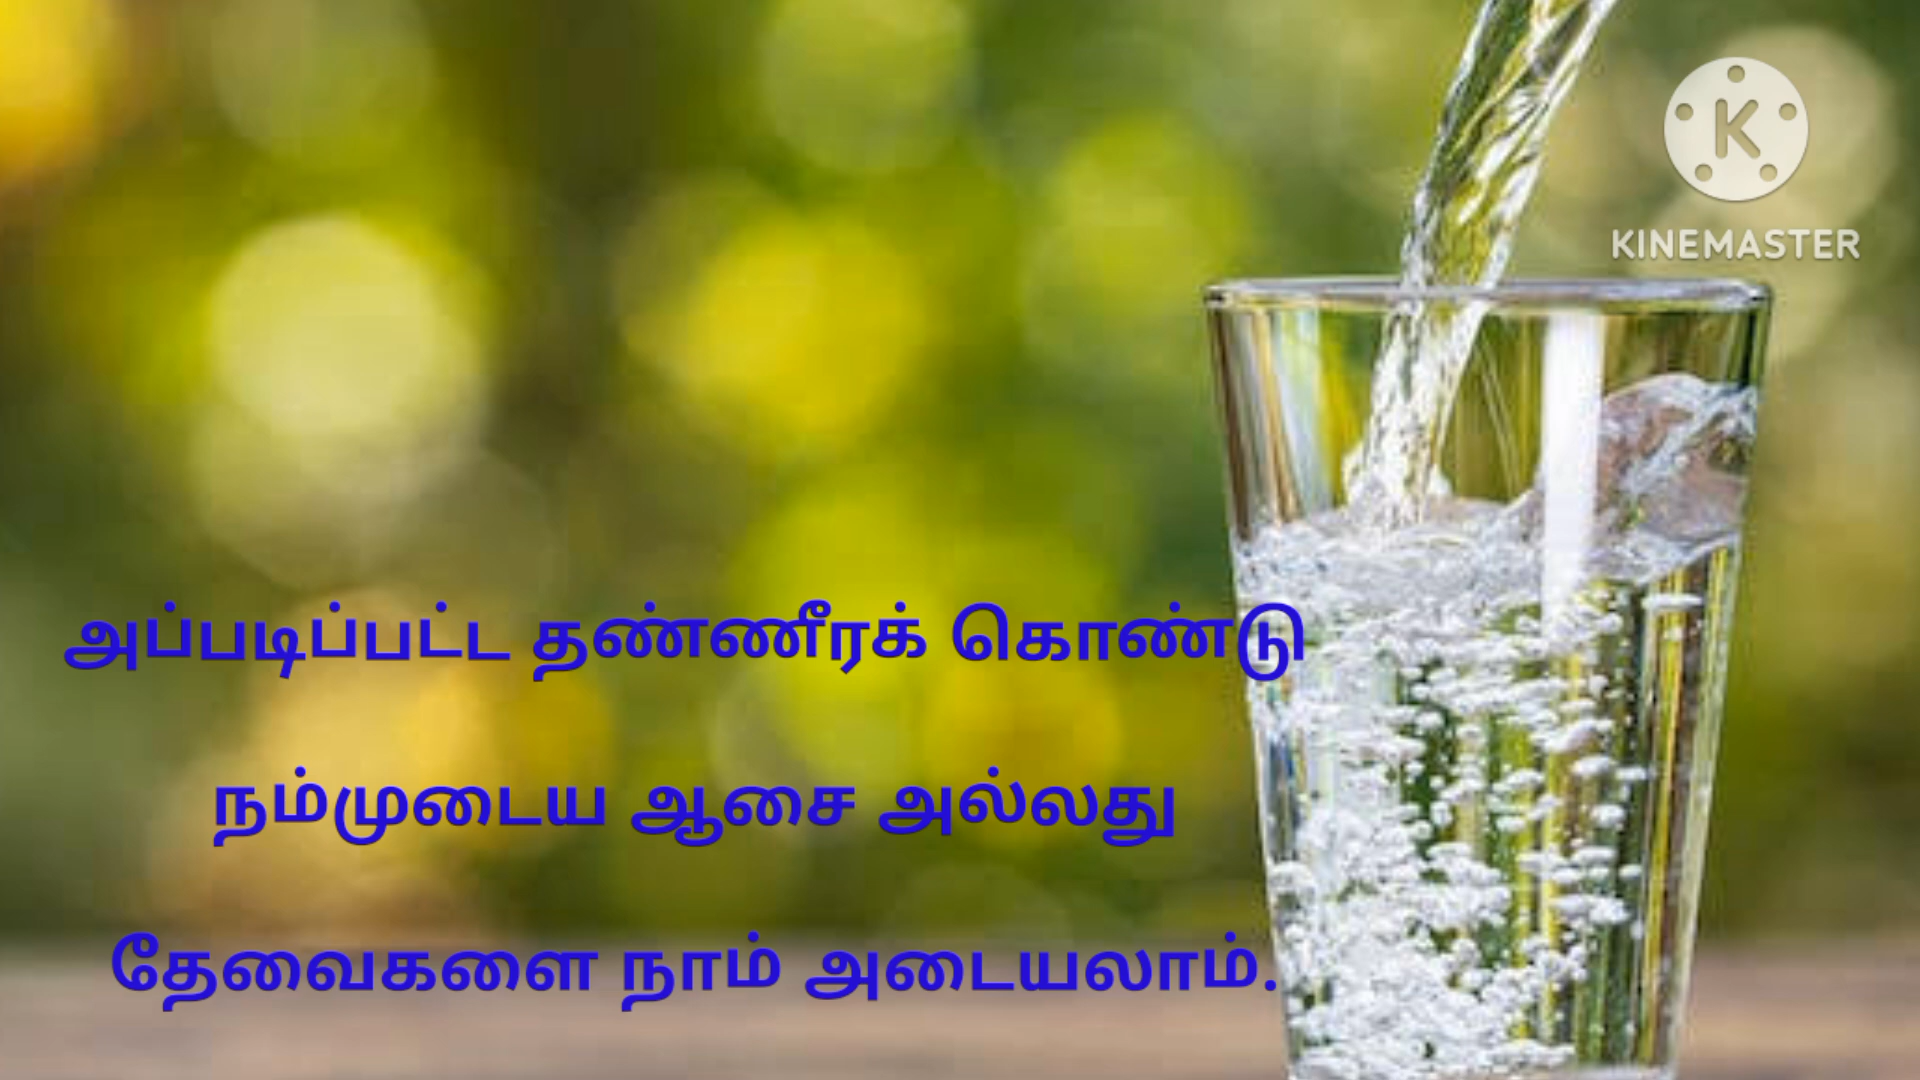 KINEMASTER
அப்படிப்பட்ட தண்ணீரக் கொண்டு
நம்முடைய ஆசை அல்லது
தேவைகளை நாம் அடையலாம்.